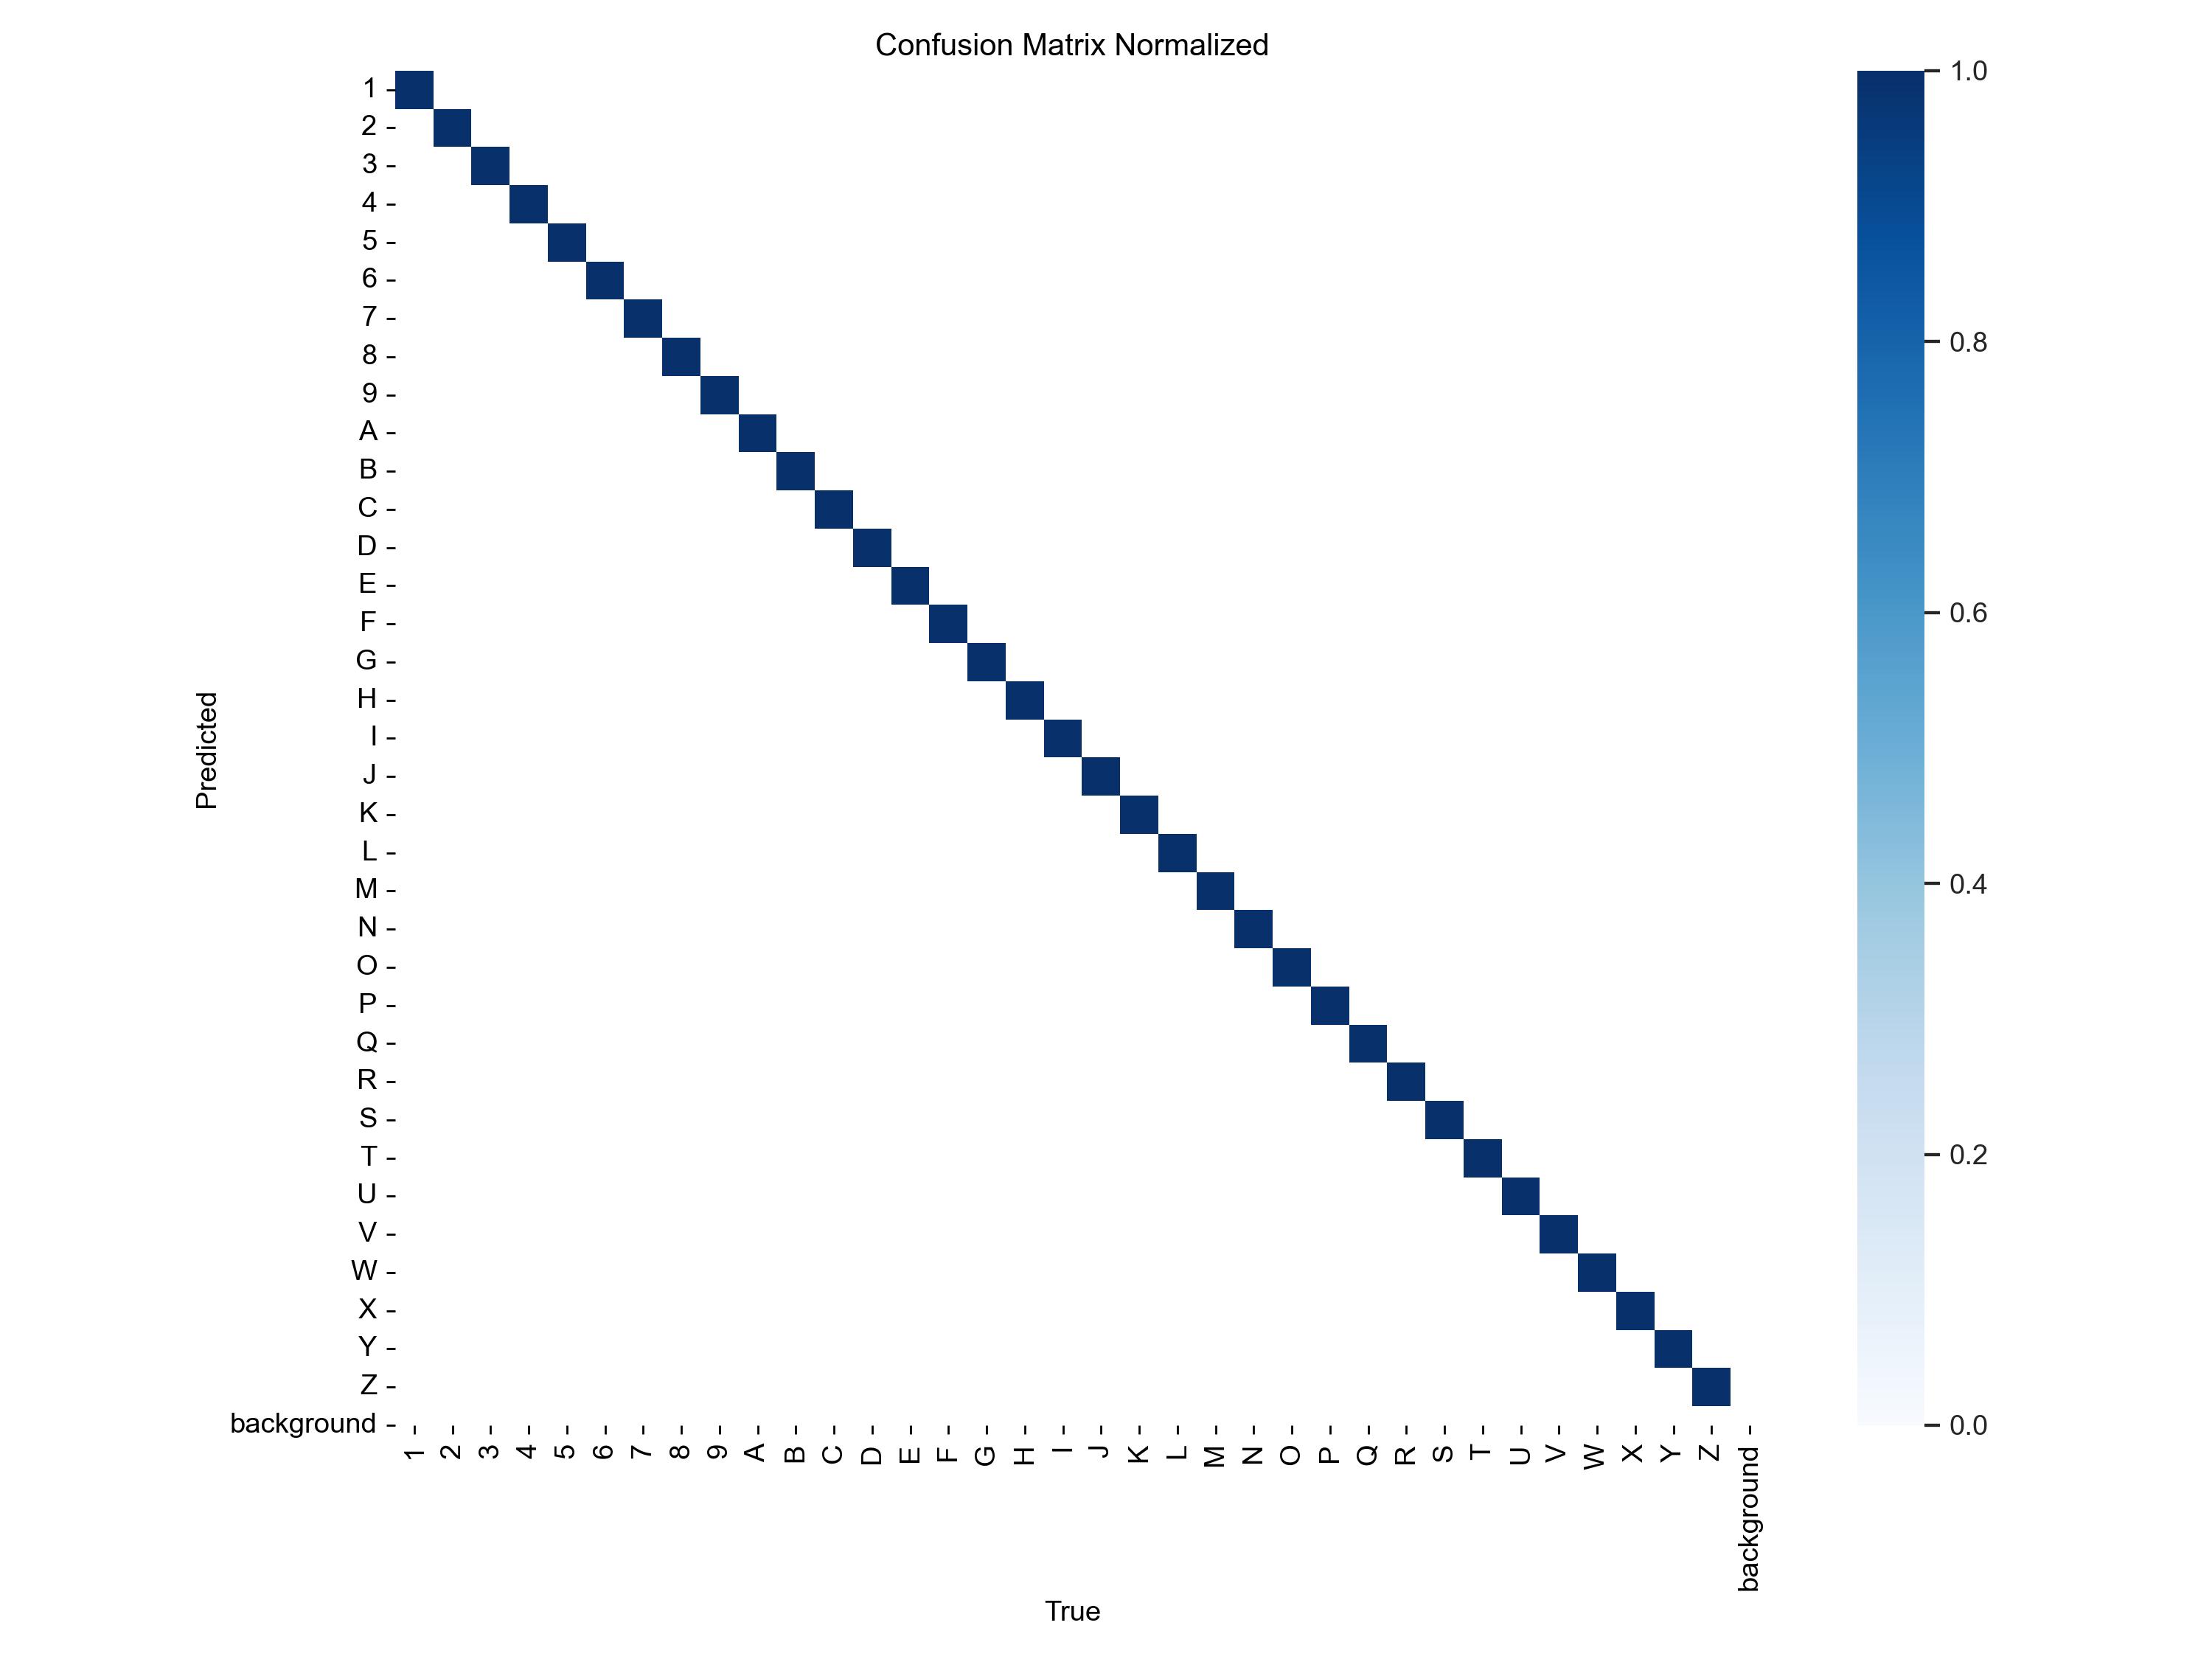 Confusion Matrix Normalized
Predicted
1
2
3
4
5
6
7
8
9
A
B
C
D
E
F
G
H
I
J
K
L
M
N
O
P
Q
R
S
T
U
V
W
X
Y
Z
background
1 2 3 4 5 6 7 8 9 A B C D E F G H I J K L M N O P Q R S T U V W X Y Z background
True
1.0
0.8
0.6
0.4
0.2
0.0